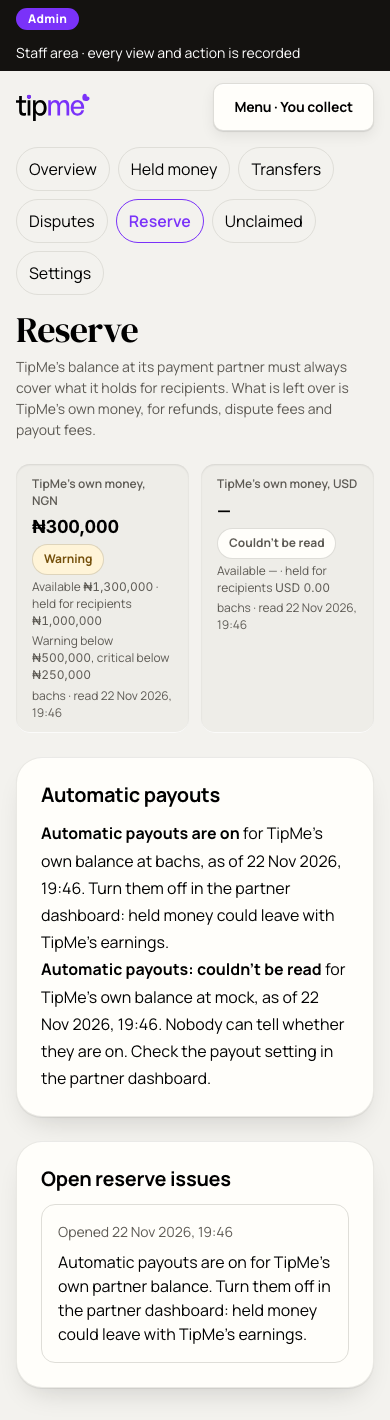 Admin
Staff area · every view and action is recorded
tipme
Menu · You collect
Overview
Held money
Transfers
Disputes
Reserve
Unclaimed
Settings
Reserve
TipMe's balance at its payment partner must always
cover what it holds for recipients. What is left over is
TipMe's own money, for refunds, dispute fees and
payout fees.
TipMe's own money,
NGN
₦300,000
Warning
Available ₦1,300,000 ·
held for recipients
₦1,000,000
Warning below
₦500,000, critical below
₦250,000
bachs · read 22 Nov 2026,
19:46
TipMe's own money, USD
—
Couldn't be read
Available — · held for
recipients USD 0.00
bachs · read 22 Nov 2026,
19:46
Automatic payouts
Automatic payouts are on for TipMe's
own balance at bachs, as of 22 Nov 2026,
19:46. Turn them off in the partner
dashboard: held money could leave with
TipMe's earnings.
Automatic payouts: couldn't be read for
TipMe's own balance at mock, as of 22
Nov 2026, 19:46. Nobody can tell whether
they are on. Check the payout setting in
the partner dashboard.
Open reserve issues
Opened 22 Nov 2026, 19:46
Automatic payouts are on for TipMe's
own partner balance. Turn them off in
the partner dashboard: held money
could leave with TipMe's earnings.